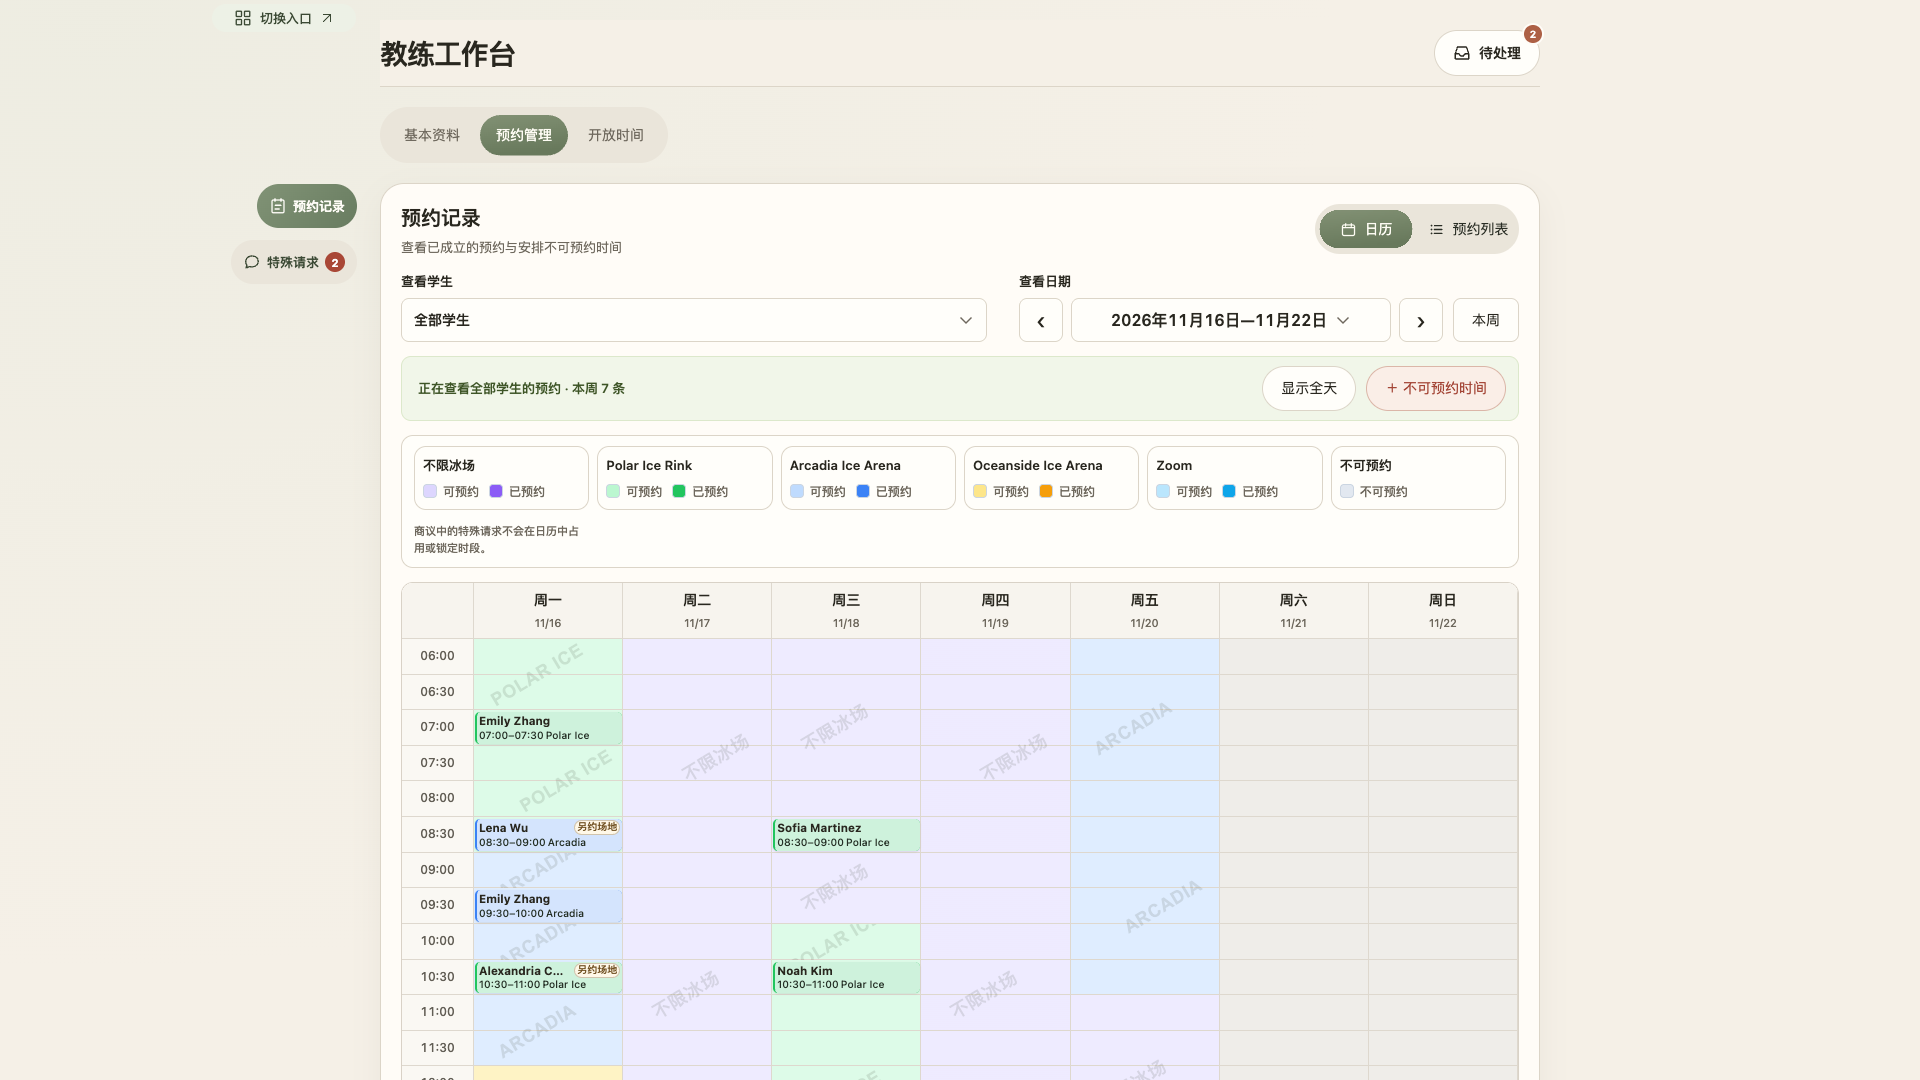 切换入口
教练工作台
待处理
2
基本资料
预约管理
开放时间
预约记录
特殊请求
2
预约记录
查看已成立的预约与安排不可预约时间
日历
预约列表
查看学生
查看日期
全部学生
2026年11月16日—11月22日
本周
正在查看全部学生的预约 · 本周 7 条
显示全天
+ 不可预约时间
不限冰场
可预约 已预约
Polar Ice Rink
可预约 已预约
Arcadia Ice Arena
可预约 已预约
Oceanside Ice Arena
可预约 已预约
Zoom
可预约 已预约
不可预约
不可预约
商议中的特殊请求不会在日历中占
用或锁定时段。
周一 周二 周三 周四 周五 周六 周日
11/16 11/17 11/18 11/19 11/20 11/21 11/22
06:00
POLAR ICE
06:30
07:00
Emily Zhang
07:00–07:30 Polar Ice
不限冰场
不限冰场
不限冰场
ARCADIA
07:30
POLAR ICE
08:00
08:30
Lena Wu
另约场地
08:30–09:00 Arcadia
Sofia Martinez
08:30–09:00 Polar Ice
09:00
ARCADIA
不限冰场
ARCADIA
09:30
Emily Zhang
09:30–10:00 Arcadia
10:00
ARCADIA
POLAR ICE
10:30
Alexandria C...
另约场地
10:30–11:00 Polar Ice
Noah Kim
10:30–11:00 Polar Ice
不限冰场
不限冰场
11:00
ARCADIA
11:30